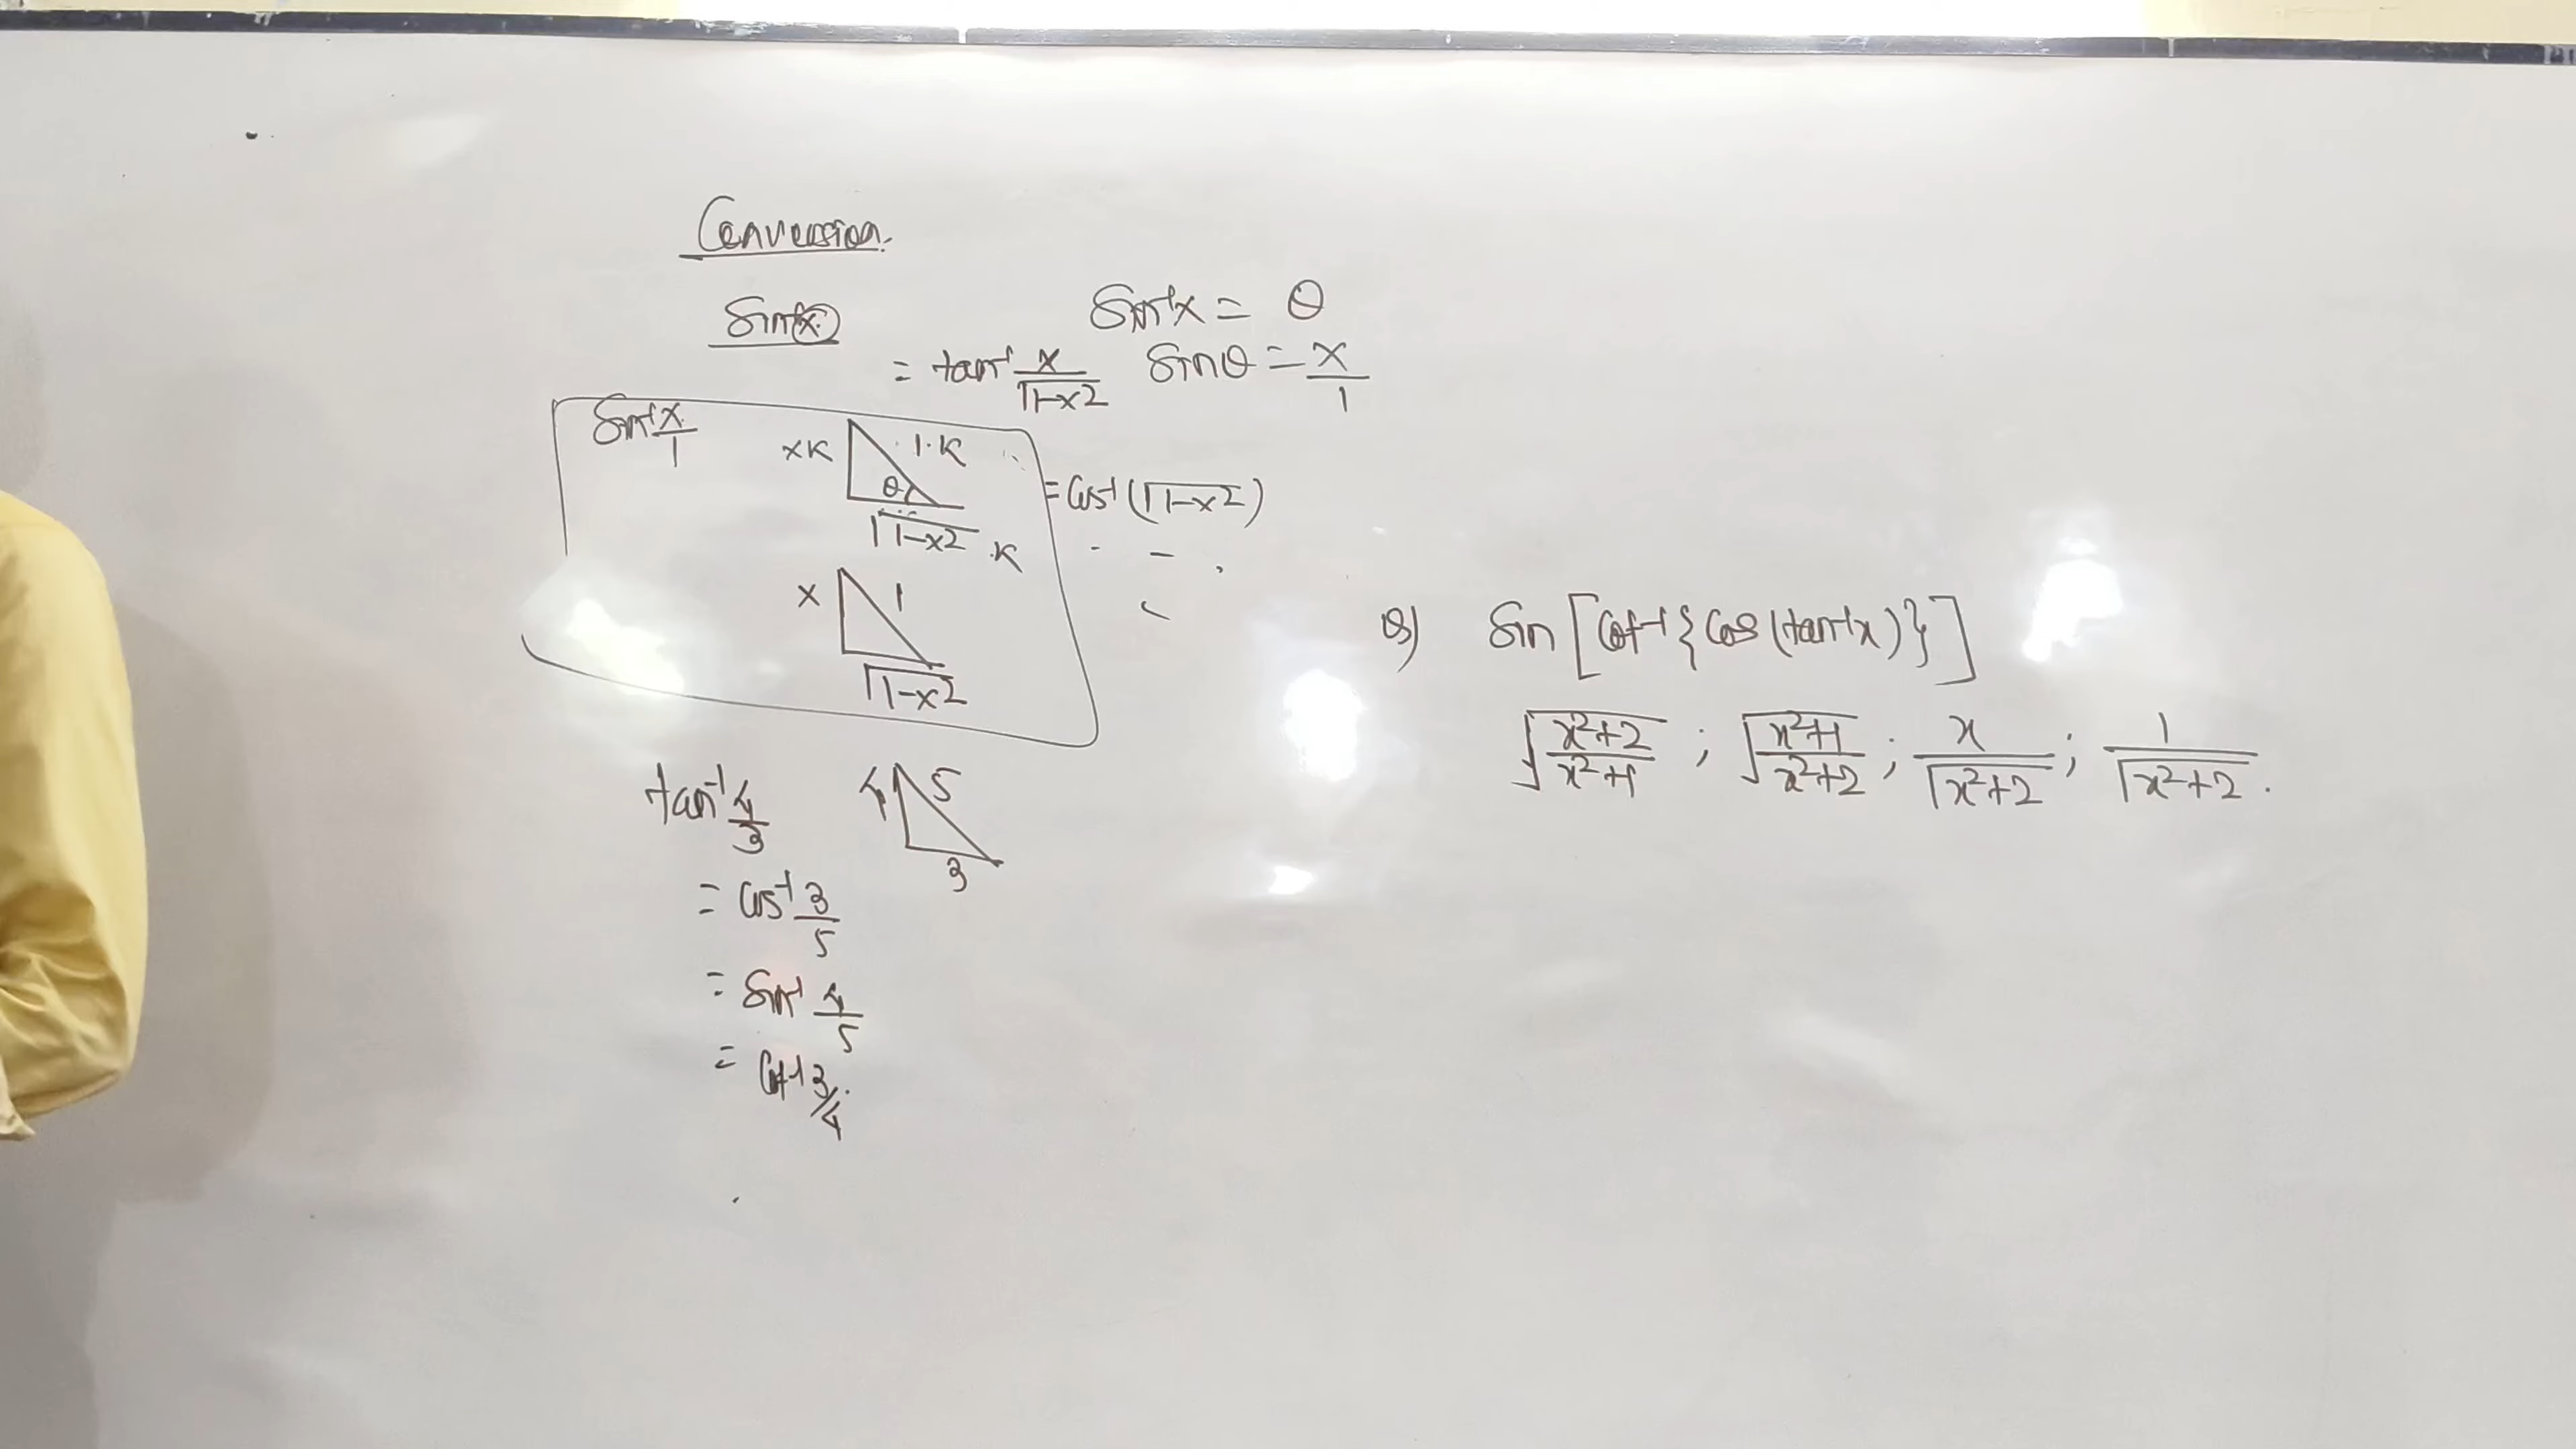 Conversion.
Sin⁻¹(x)
Sin⁻¹x = θ
= tan⁻¹ x/√1-x2
Sinθ = x/1
Sin⁻¹ x/1
xK 1·K
θ
√1-x2 ·K
= Cos⁻¹(√1-x2)
x 1
√1-x2
tan⁻¹ 4/3
4 5
3
= Cos⁻¹ 3/5
= Sin⁻¹ 4/5
= Cot⁻¹ 3/4
Q) Sin[Cot⁻¹{Cos(tan⁻¹x)}]
√x²+2/x²+1 ; √x²+1/x²+2 ; x/√x²+2 ; 1/√x²+2 .